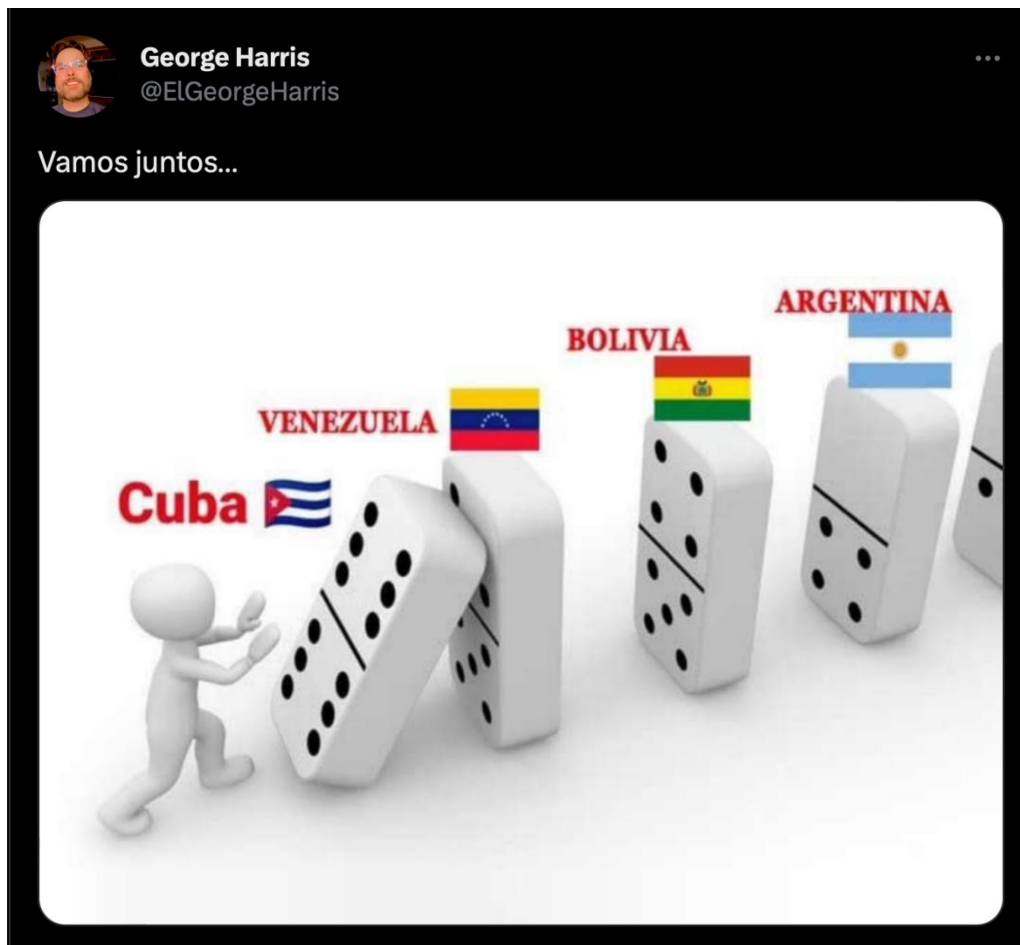 George Harris
@ElGeorgeHarris
Vamos juntos...
ARGENTINA
BOLIVIA
VENEZUELA
Cuba